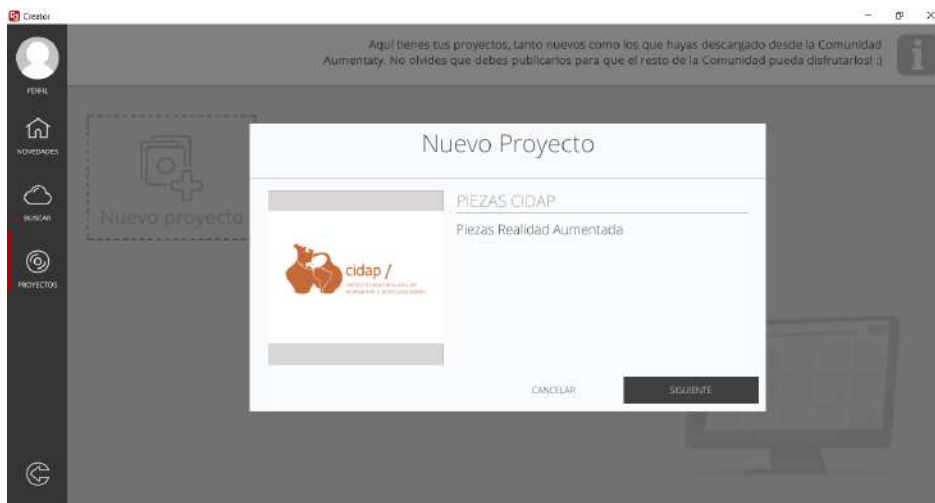 Creator
Aquí tienes tus proyectos, tanto nuevos como los que hayas descargado desde la Comunidad
Aumentaty. No olvides que debes publicarlos para que el resto de la Comunidad pueda disfrutarlos! :)
PERFIL
NOVEDADES
BUSCAR
PROYECTOS
Nuevo proyecto
Nuevo Proyecto
PIEZAS CIDAP
Piezas Realidad Aumentada
cidap /
CANCELAR
SIGUIENTE